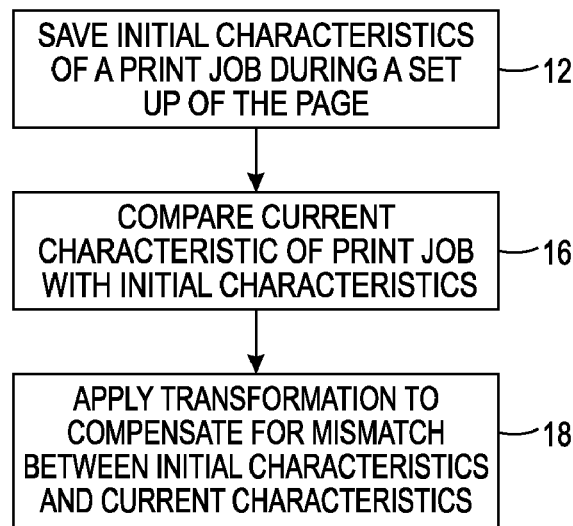 SAVE INITIAL CHARACTERISTICS
OF A PRINT JOB DURING A SET
UP OF THE PAGE
12
COMPARE CURRENT
CHARACTERISTIC OF PRINT JOB
WITH INITIAL CHARACTERISTICS
16
APPLY TRANSFORMATION TO
COMPENSATE FOR MISMATCH
BETWEEN INITIAL CHARACTERISTICS
AND CURRENT CHARACTERISTICS
18